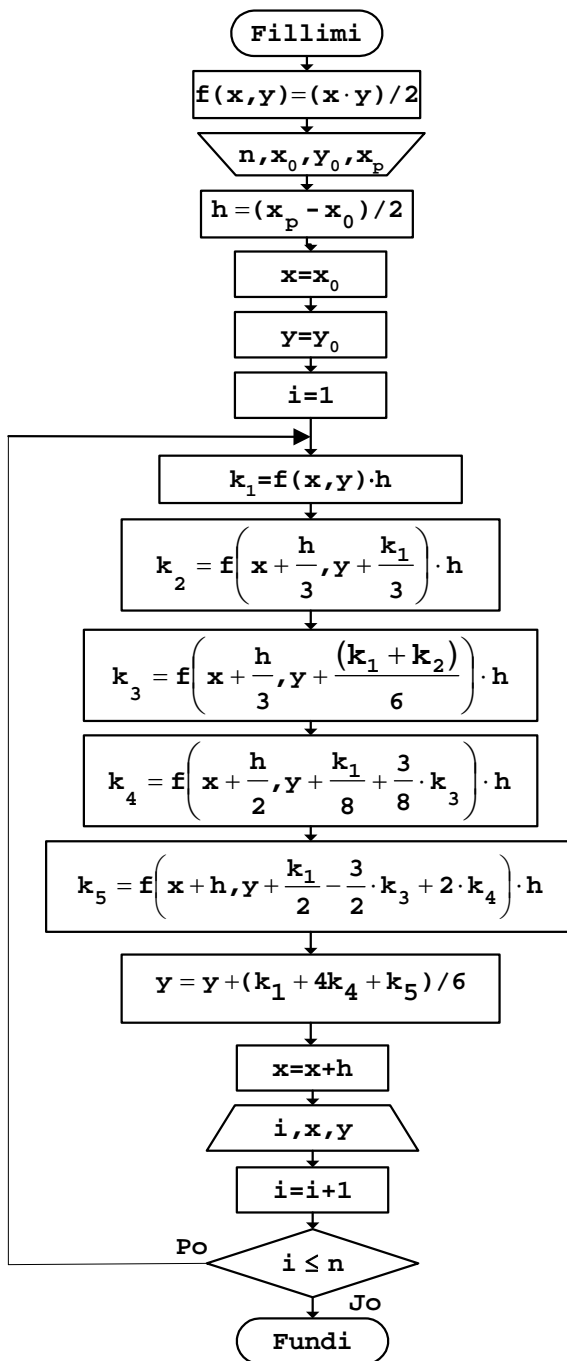 Fillimi
f(x,y)=(x·y)/2
n,x₀,y₀,xₚ
h=(xₚ-x₀)/2
x=x₀
y=y₀
i=1
k₁=f(x,y)·h
k₂ = f(x + h/3, y + k₁/3)·h
k₃ = f(x + h/3, y + (k₁ + k₂)/6)·h
k₄ = f(x + h/2, y + k₁/8 + 3/8·k₃)·h
k₅ = f(x + h, y + k₁/2 − 3/2·k₃ + 2·k₄)·h
y = y +(k₁ + 4k₄ + k₅)/6
x=x+h
i,x,y
i=i+1
Po
i ≤ n
Jo
Fundi